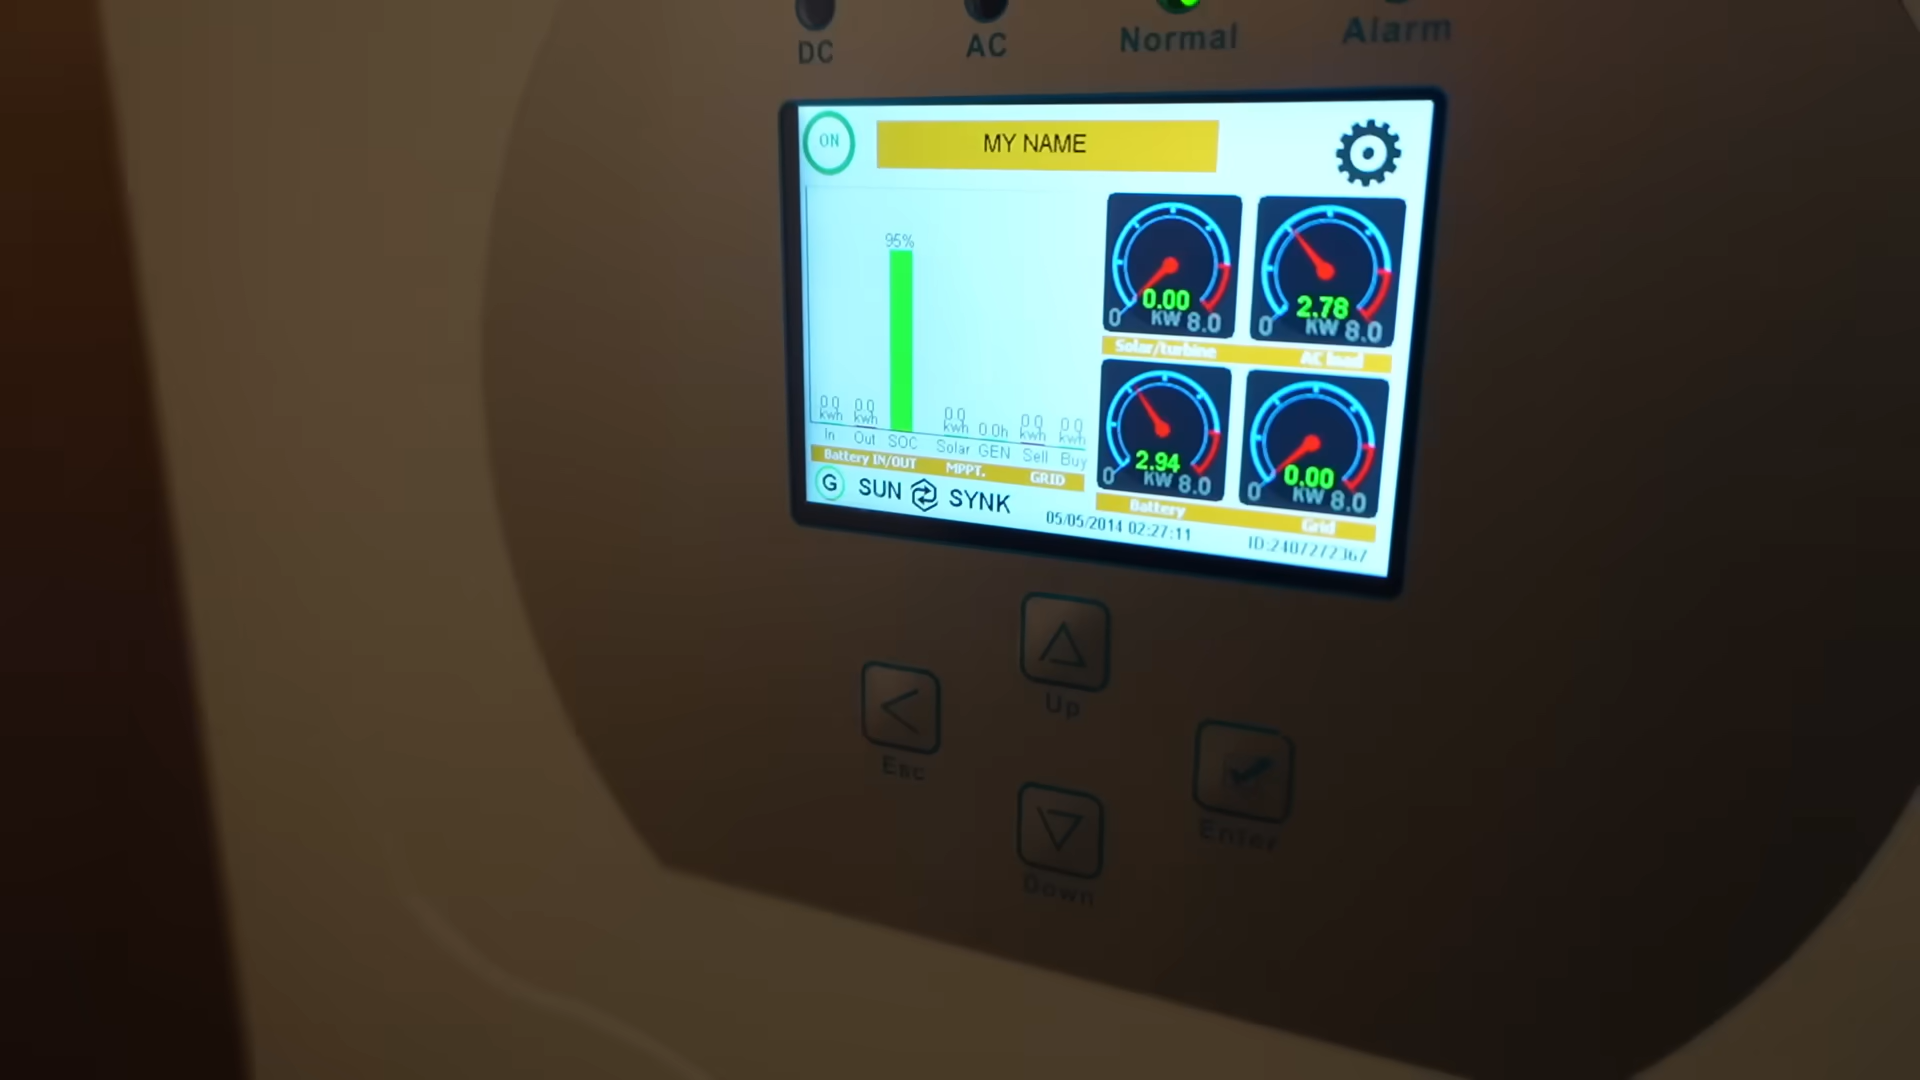 DC AC Normal Alarm
ON MY NAME
95%
0.00
0 KW 8.0
2.78
0 KW 8.0
Solar/turbine AC load
0.0 kwh 0.0 kwh 0.0 kwh 0.0h 0.0 kwh 0.0 kwh
In Out SOC Solar GEN Sell Buy
Battery IN/OUT MPPT. GRID
2.94
0 KW 8.0
0.00
0 KW 8.0
Battery Grid
G SUN SYNK
05/05/2014 02:27:11 ID:2407272367
Up
Esc
Enter
Down